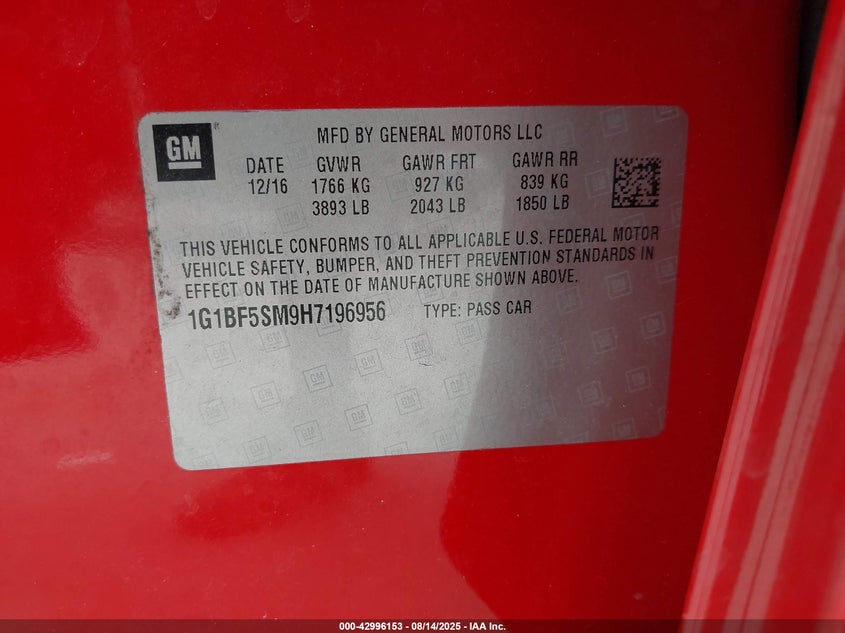 GM
MFD BY GENERAL MOTORS LLC
DATE GVWR GAWR FRT GAWR RR
12/16 1766 KG 927 KG 839 KG
3893 LB 2043 LB 1850 LB
THIS VEHICLE CONFORMS TO ALL APPLICABLE U.S. FEDERAL MOTOR
VEHICLE SAFETY, BUMPER, AND THEFT PREVENTION STANDARDS IN
EFFECT ON THE DATE OF MANUFACTURE SHOWN ABOVE.
1G1BF5SM9H7196956 TYPE: PASS CAR
000-42996153 - 08/14/2025 - IAA Inc.